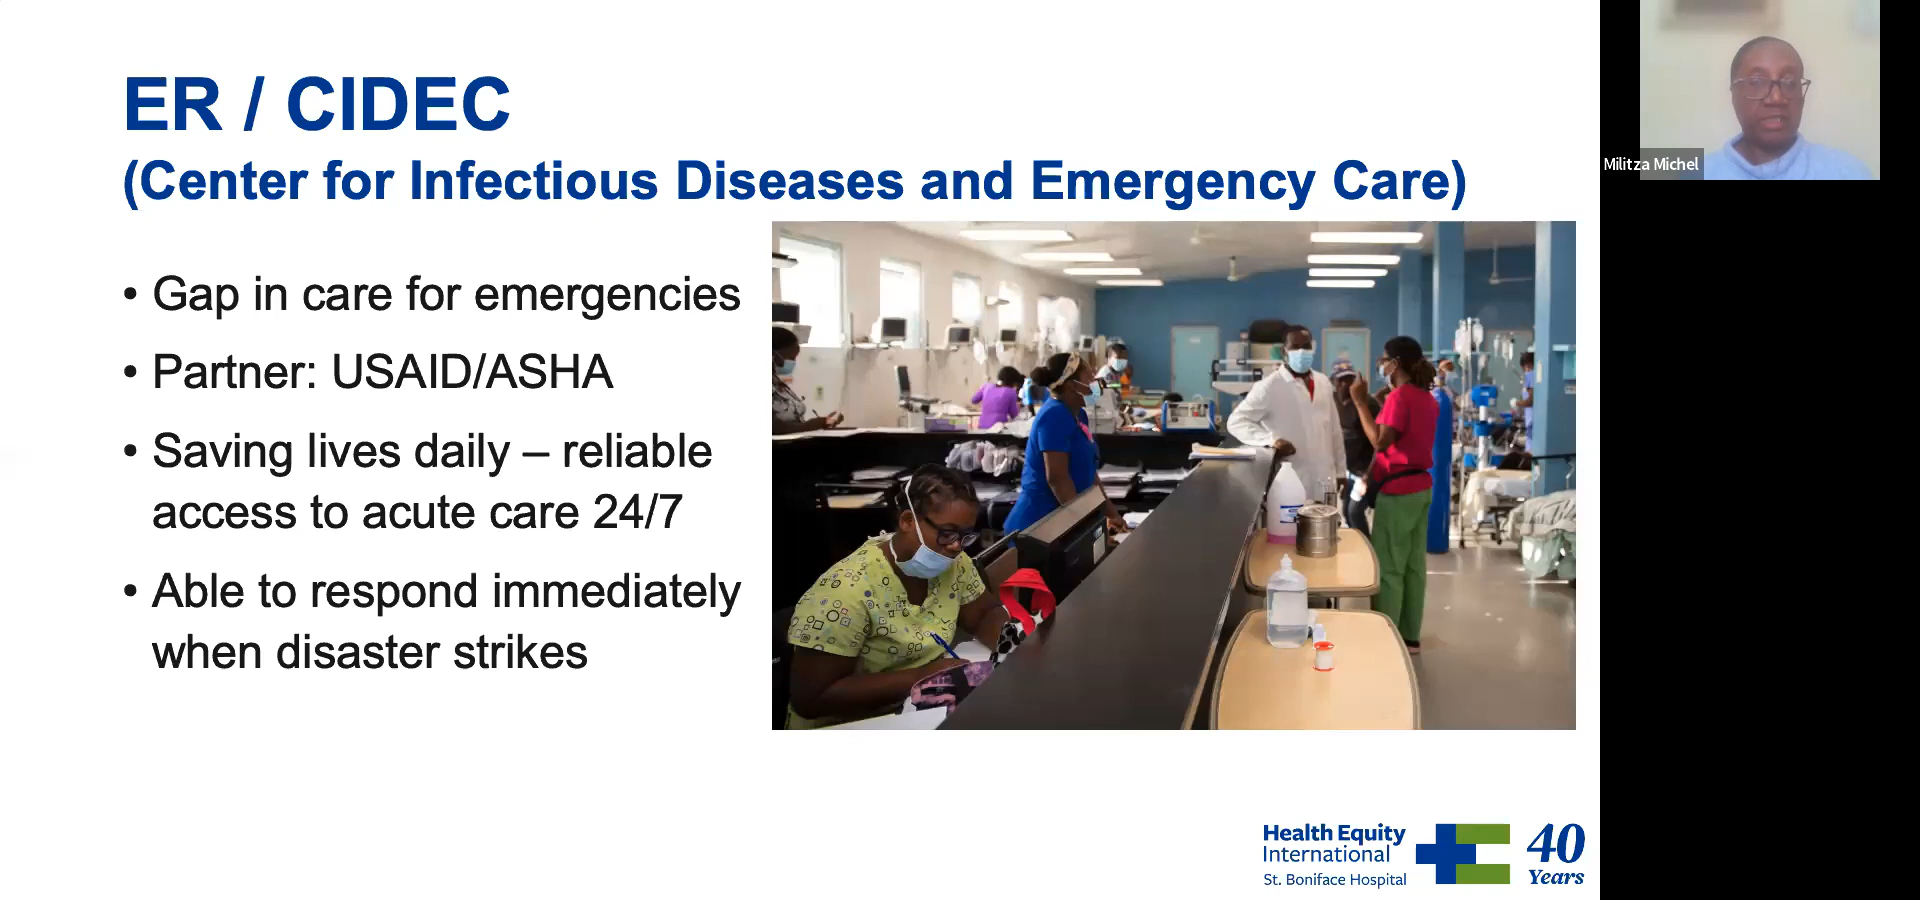 ER / CIDEC
(Center for Infectious Diseases and Emergency Care)
• Gap in care for emergencies
• Partner: USAID/ASHA
• Saving lives daily – reliable
access to acute care 24/7
• Able to respond immediately
when disaster strikes
Militza Michel
Health Equity
International
St. Boniface Hospital
40
Years